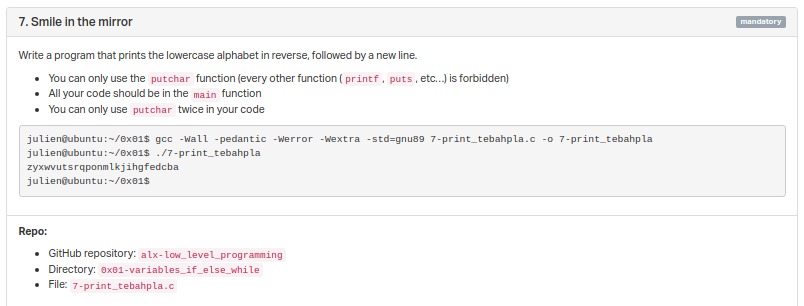 7. Smile in the mirror
mandatory
Write a program that prints the lowercase alphabet in reverse, followed by a new line.
• You can only use the putchar function (every other function (printf, puts, etc...) is forbidden)
• All your code should be in the main function
• You can only use putchar twice in your code
julien@ubuntu:~/0x01$ gcc -Wall -pedantic -Werror -Wextra -std=gnu89 7-print_tebahpla.c -o 7-print_tebahpla
julien@ubuntu:~/0x01$ ./7-print_tebahpla
zyxwvutsrqponmlkjihgfedcba
julien@ubuntu:~/0x01$
Repo:
• GitHub repository: alx-low_level_programming
• Directory: 0x01-variables_if_else_while
• File: 7-print_tebahpla.c